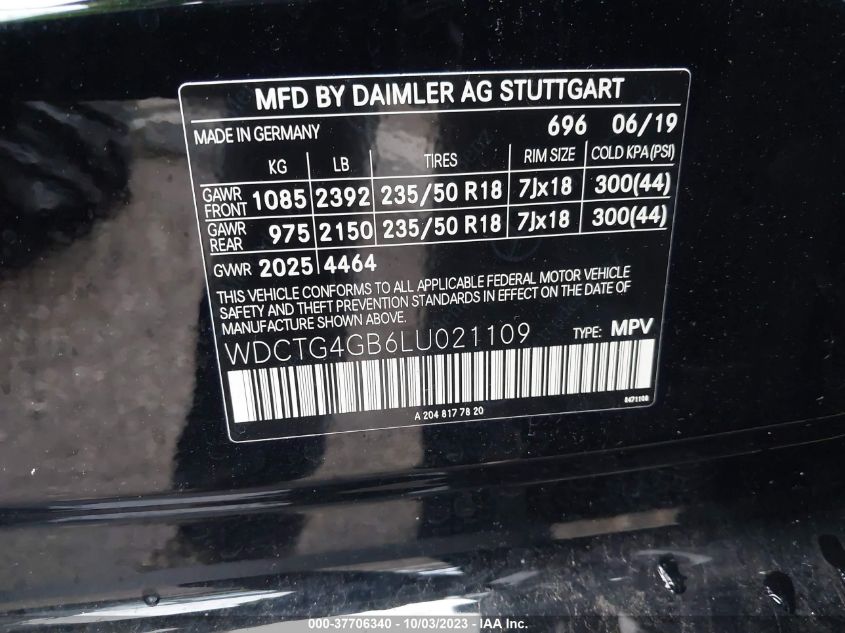 MFD BY DAIMLER AG STUTTGART
MADE IN GERMANY 696 06/19
KG LB TIRES RIM SIZE COLD KPA(PSI)
GAWR FRONT 1085 2392 235/50 R18 7Jx18 300(44)
GAWR REAR 975 2150 235/50 R18 7Jx18 300(44)
GVWR 2025 4464
THIS VEHICLE CONFORMS TO ALL APPLICABLE FEDERAL MOTOR VEHICLE
SAFETY AND THEFT PREVENTION STANDARDS IN EFFECT ON THE DATE OF
MANUFACTURE SHOWN ABOVE.
TYPE: MPV
WDCTG4GB6LU021109
A 204 817 78 20
000-37706340 - 10/03/2023 - IAA Inc.